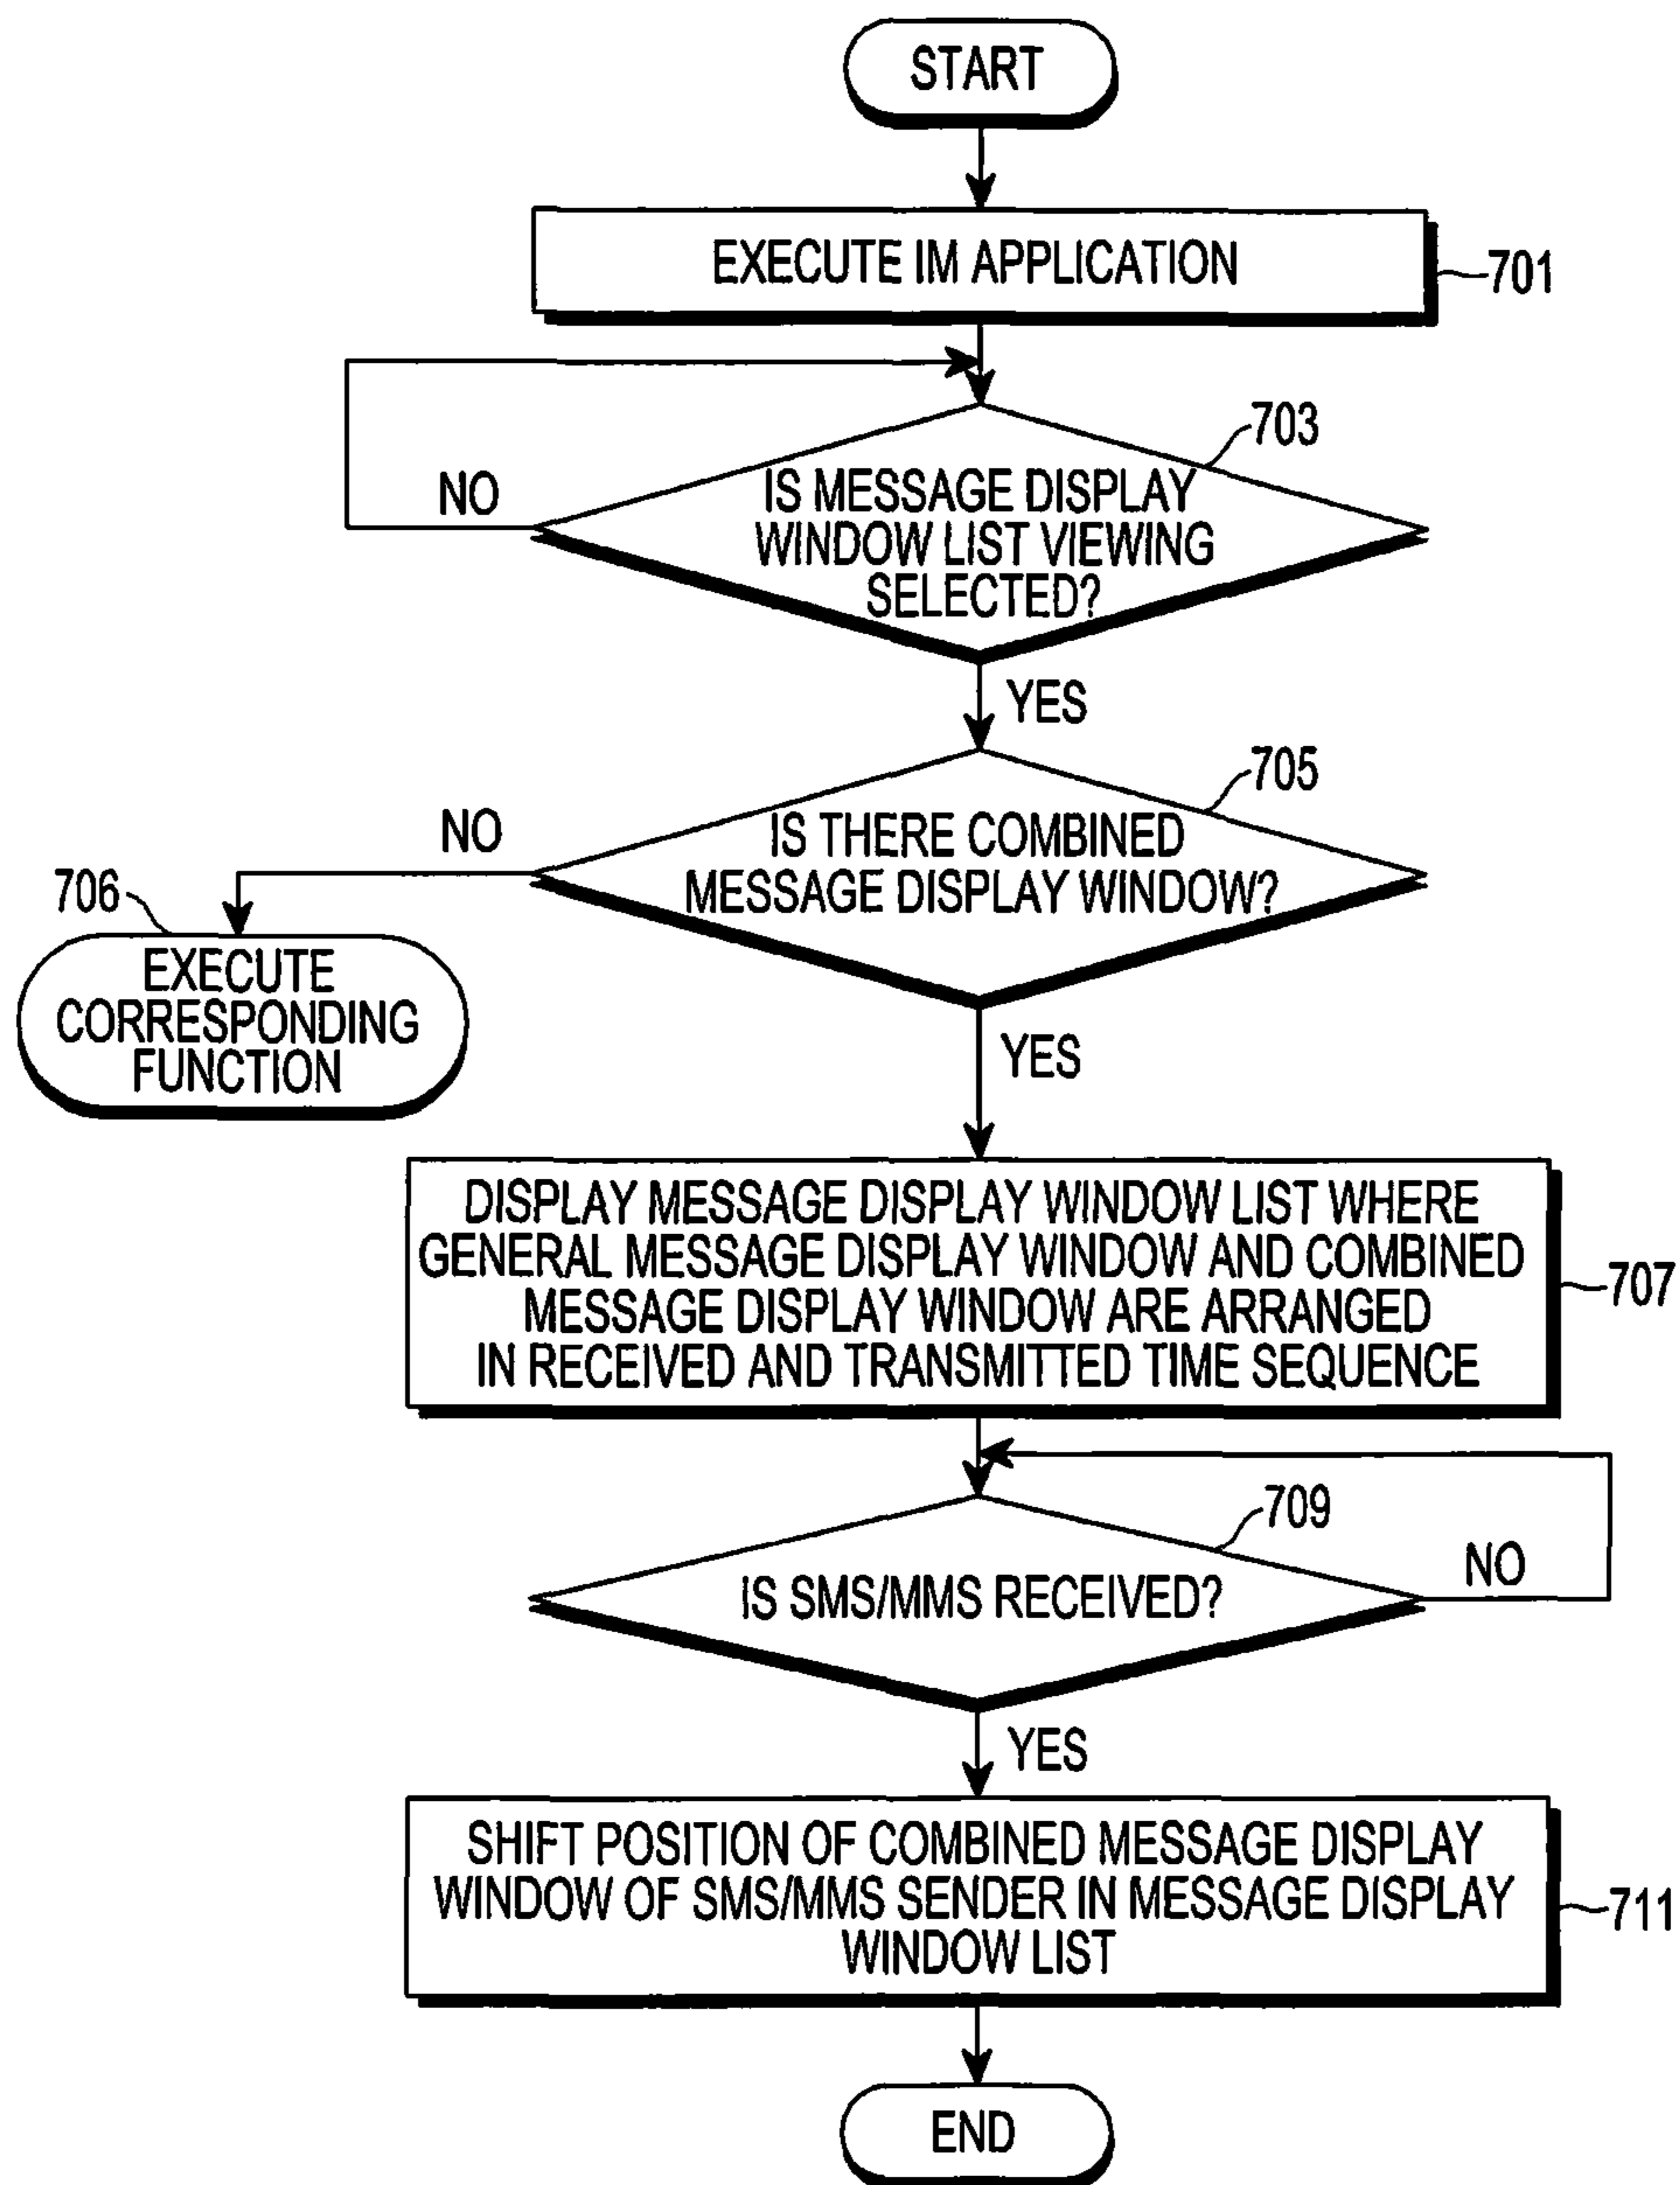 START
EXECUTE IM APPLICATION
701
703
NO
IS MESSAGE DISPLAY
WINDOW LIST VIEWING
SELECTED?
YES
705
NO
IS THERE COMBINED
MESSAGE DISPLAY WINDOW?
706
EXECUTE
CORRESPONDING
FUNCTION
YES
DISPLAY MESSAGE DISPLAY WINDOW LIST WHERE
GENERAL MESSAGE DISPLAY WINDOW AND COMBINED
MESSAGE DISPLAY WINDOW ARE ARRANGED
IN RECEIVED AND TRANSMITTED TIME SEQUENCE
707
709
NO
IS SMS/MMS RECEIVED?
YES
SHIFT POSITION OF COMBINED MESSAGE DISPLAY
WINDOW OF SMS/MMS SENDER IN MESSAGE DISPLAY
WINDOW LIST
711
END